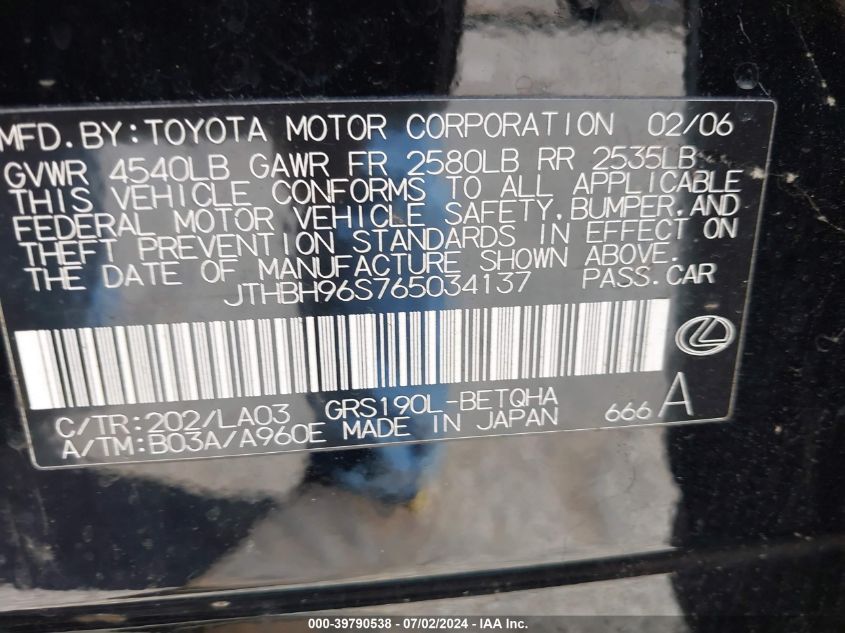 MFD.BY:TOYOTA MOTOR CORPORATION 02/06
GVWR 4540LB GAWR FR 2580LB RR 2535LB
THIS VEHICLE CONFORMS TO ALL APPLICABLE
FEDERAL MOTOR VEHICLE SAFETY,BUMPER,AND
THEFT PREVENTION STANDARDS IN EFFECT ON
THE DATE OF MANUFACTURE SHOWN ABOVE.
JTHBH96S765034137 PASS.CAR
C/TR:202/LA03 GRS190L-BETQHA 666 A
A/TM:B03A/A960E MADE IN JAPAN
000-39790538 - 07/02/2024 - IAAI.COM